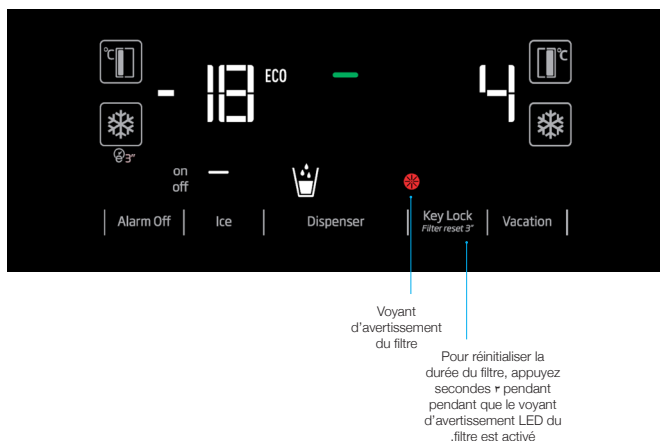 °C
°C
- 18 ECO
4
3"
on
off
Alarm Off
Ice
Dispenser
Key Lock
Filter reset 3"
Vacation
Voyant
d'avertissement
du filtre
Pour réinitialiser la
durée du filtre, appuyez
secondes ٣ pendant
pendant que le voyant
d'avertissement LED du
.filtre est activé